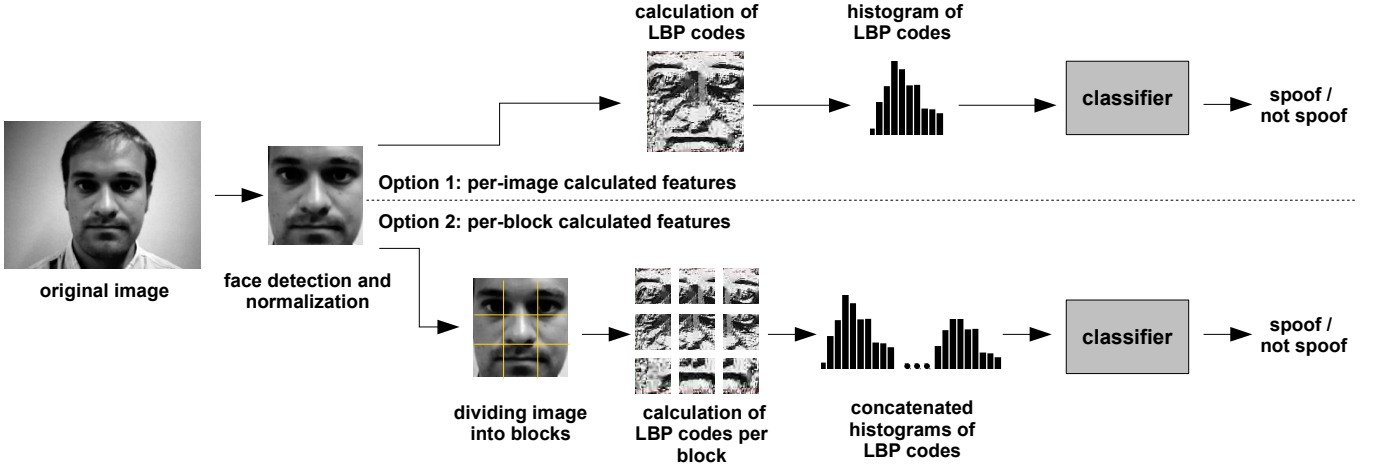 calculation of
LBP codes
histogram of
LBP codes
classifier
spoof /
not spoof
Option 1: per-image calculated features
Option 2: per-block calculated features
original image
face detection and
normalization
dividing image
into blocks
calculation of
LBP codes per
block
concatenated
histograms of
LBP codes
classifier
spoof /
not spoof